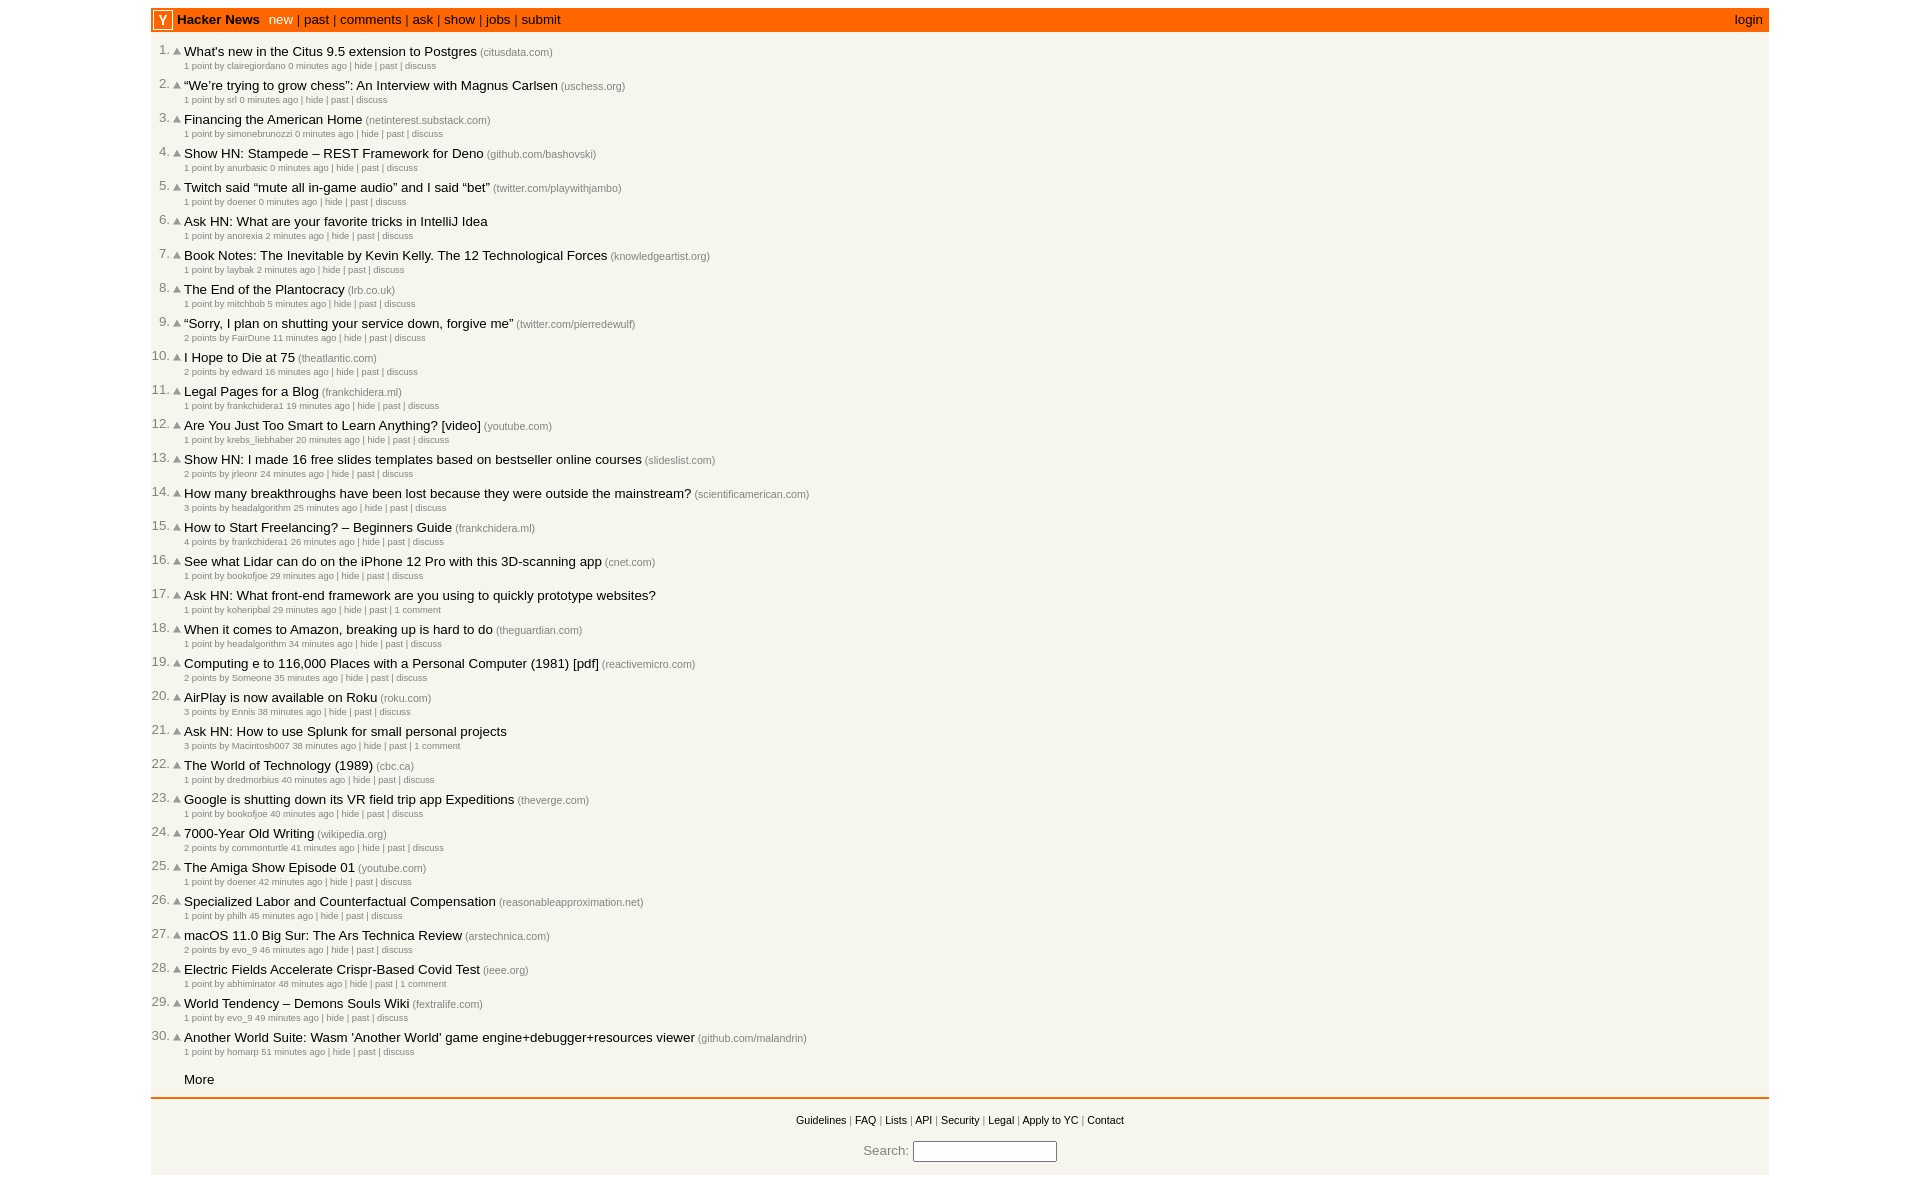 Y Hacker News new | past | comments | ask | show | jobs | submit login
1. What's new in the Citus 9.5 extension to Postgres (citusdata.com)
1 point by clairegiordano 0 minutes ago | hide | past | discuss
2. “We’re trying to grow chess”: An Interview with Magnus Carlsen (uschess.org)
1 point by srl 0 minutes ago | hide | past | discuss
3. Financing the American Home (netinterest.substack.com)
1 point by simonebrunozzi 0 minutes ago | hide | past | discuss
4. Show HN: Stampede – REST Framework for Deno (github.com/bashovski)
1 point by anurbasic 0 minutes ago | hide | past | discuss
5. Twitch said “mute all in-game audio” and I said “bet” (twitter.com/playwithjambo)
1 point by doener 0 minutes ago | hide | past | discuss
6. Ask HN: What are your favorite tricks in IntelliJ Idea
1 point by anorexia 2 minutes ago | hide | past | discuss
7. Book Notes: The Inevitable by Kevin Kelly. The 12 Technological Forces (knowledgeartist.org)
1 point by laybak 2 minutes ago | hide | past | discuss
8. The End of the Plantocracy (lrb.co.uk)
1 point by mitchbob 5 minutes ago | hide | past | discuss
9. “Sorry, I plan on shutting your service down, forgive me” (twitter.com/pierredewulf)
2 points by FairDune 11 minutes ago | hide | past | discuss
10. I Hope to Die at 75 (theatlantic.com)
2 points by edward 16 minutes ago | hide | past | discuss
11. Legal Pages for a Blog (frankchidera.ml)
1 point by frankchidera1 19 minutes ago | hide | past | discuss
12. Are You Just Too Smart to Learn Anything? [video] (youtube.com)
1 point by krebs_liebhaber 20 minutes ago | hide | past | discuss
13. Show HN: I made 16 free slides templates based on bestseller online courses (slideslist.com)
2 points by jrleonr 24 minutes ago | hide | past | discuss
14. How many breakthroughs have been lost because they were outside the mainstream? (scientificamerican.com)
3 points by headalgorithm 25 minutes ago | hide | past | discuss
15. How to Start Freelancing? – Beginners Guide (frankchidera.ml)
4 points by frankchidera1 26 minutes ago | hide | past | discuss
16. See what Lidar can do on the iPhone 12 Pro with this 3D-scanning app (cnet.com)
1 point by bookofjoe 29 minutes ago | hide | past | discuss
17. Ask HN: What front-end framework are you using to quickly prototype websites?
1 point by koheripbal 29 minutes ago | hide | past | 1 comment
18. When it comes to Amazon, breaking up is hard to do (theguardian.com)
1 point by headalgorithm 34 minutes ago | hide | past | discuss
19. Computing e to 116,000 Places with a Personal Computer (1981) [pdf] (reactivemicro.com)
2 points by Someone 35 minutes ago | hide | past | discuss
20. AirPlay is now available on Roku (roku.com)
3 points by Ennis 38 minutes ago | hide | past | discuss
21. Ask HN: How to use Splunk for small personal projects
3 points by Macintosh007 38 minutes ago | hide | past | 1 comment
22. The World of Technology (1989) (cbc.ca)
1 point by dredmorbius 40 minutes ago | hide | past | discuss
23. Google is shutting down its VR field trip app Expeditions (theverge.com)
1 point by bookofjoe 40 minutes ago | hide | past | discuss
24. 7000-Year Old Writing (wikipedia.org)
2 points by commonturtle 41 minutes ago | hide | past | discuss
25. The Amiga Show Episode 01 (youtube.com)
1 point by doener 42 minutes ago | hide | past | discuss
26. Specialized Labor and Counterfactual Compensation (reasonableapproximation.net)
1 point by philh 45 minutes ago | hide | past | discuss
27. macOS 11.0 Big Sur: The Ars Technica Review (arstechnica.com)
2 points by evo_9 46 minutes ago | hide | past | discuss
28. Electric Fields Accelerate Crispr-Based Covid Test (ieee.org)
1 point by abhiminator 48 minutes ago | hide | past | 1 comment
29. World Tendency – Demons Souls Wiki (fextralife.com)
1 point by evo_9 49 minutes ago | hide | past | discuss
30. Another World Suite: Wasm 'Another World' game engine+debugger+resources viewer (github.com/malandrin)
1 point by homarp 51 minutes ago | hide | past | discuss
More
Guidelines | FAQ | Lists | API | Security | Legal | Apply to YC | Contact
Search: